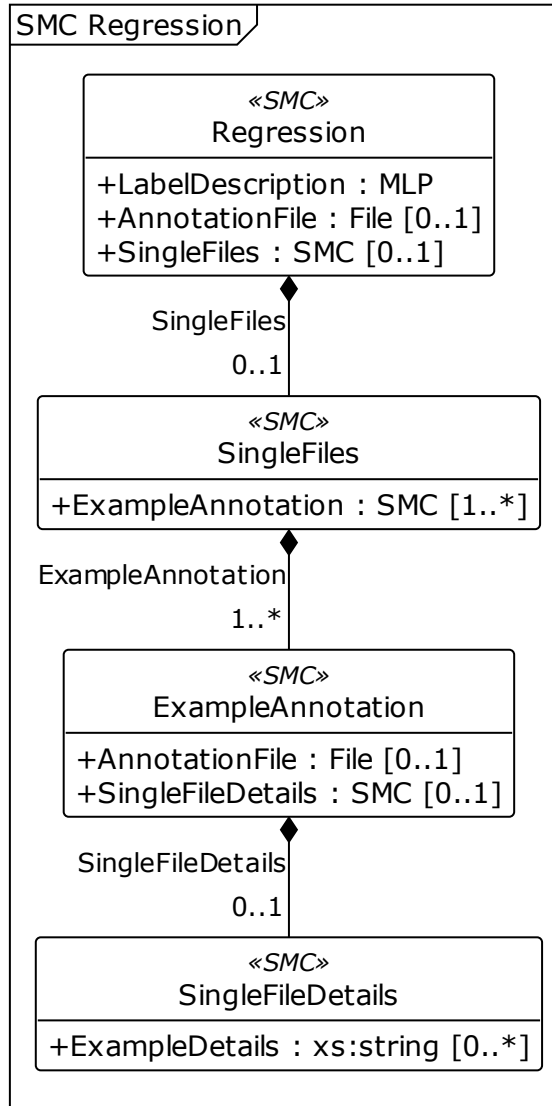 SMC Regression
«SMC»
Regression
+LabelDescription : MLP
+AnnotationFile : File [0..1]
+SingleFiles : SMC [0..1]
SingleFiles
0..1
«SMC»
SingleFiles
+ExampleAnnotation : SMC [1..*]
ExampleAnnotation
1..*
«SMC»
ExampleAnnotation
+AnnotationFile : File [0..1]
+SingleFileDetails : SMC [0..1]
SingleFileDetails
0..1
«SMC»
SingleFileDetails
+ExampleDetails : xs:string [0..*]